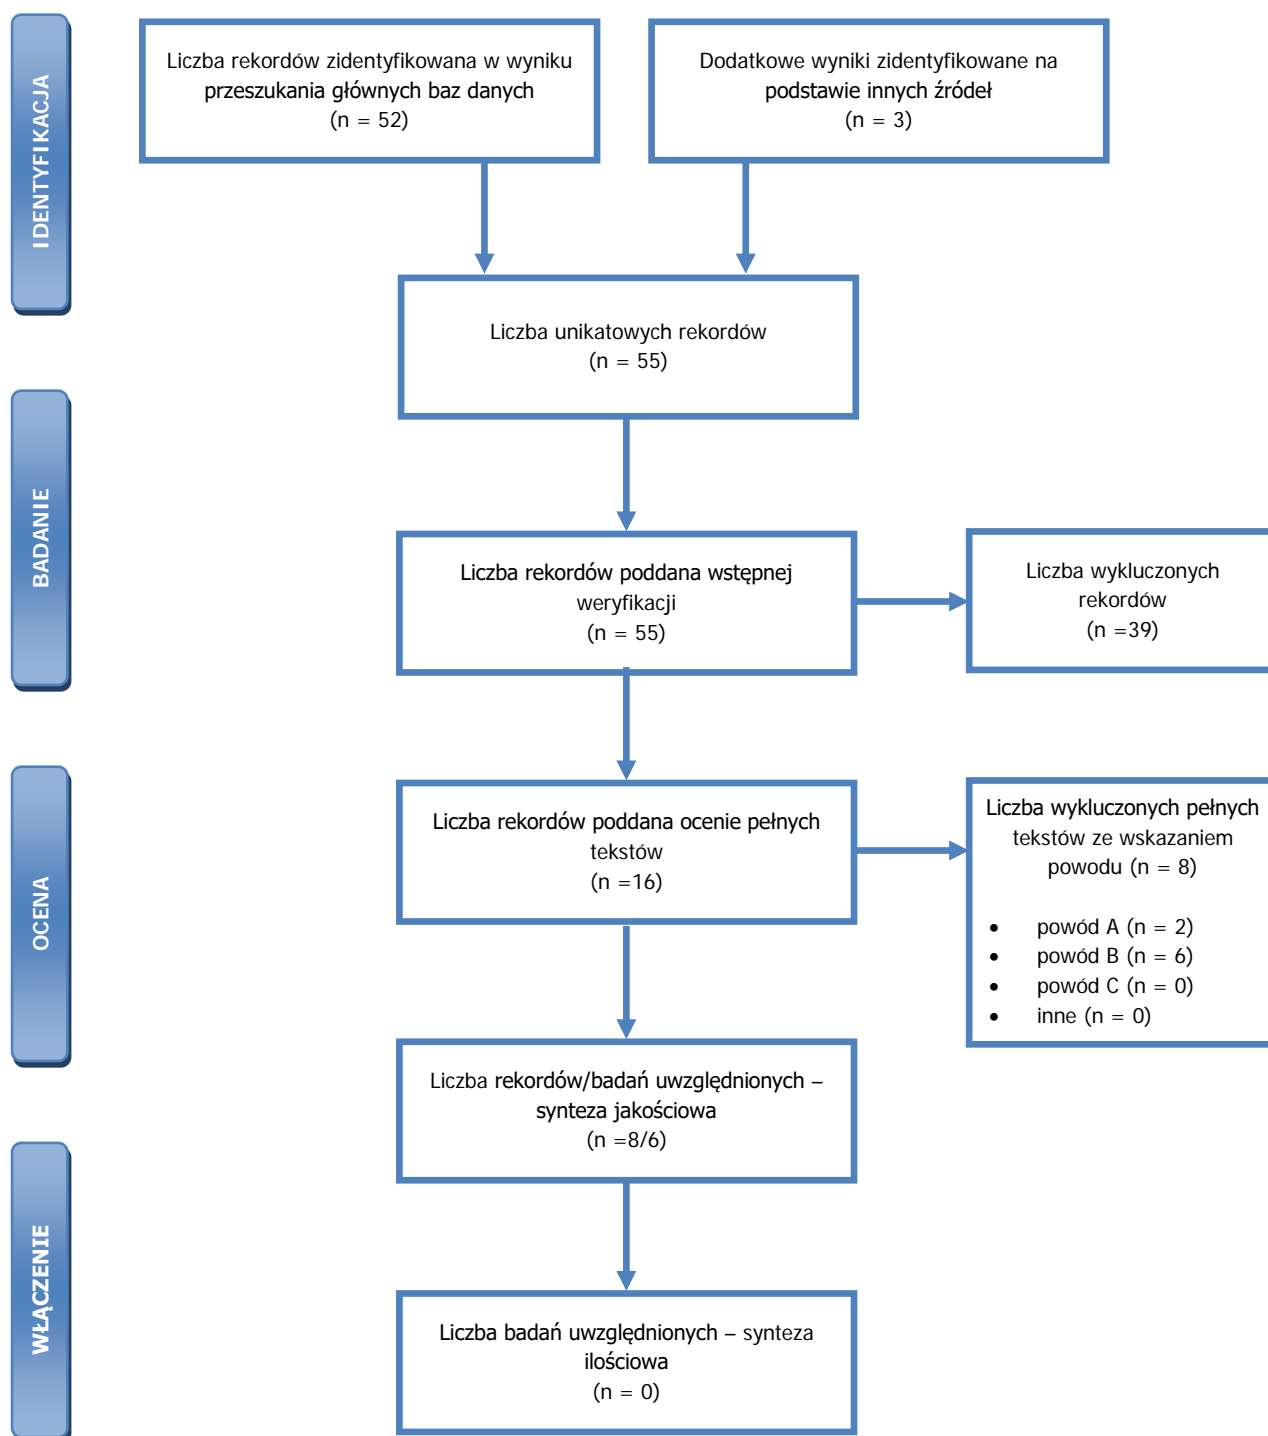 IDENTYFIKACJA
Liczba rekordów zidentyfikowana w wyniku
przeszukania głównych baz danych
(n = 52)
Dodatkowe wyniki zidentyfikowane na
podstawie innych źródeł
(n = 3)
Liczba unikatowych rekordów
(n = 55)
BADANIE
Liczba rekordów poddana wstępnej
weryfikacji
(n = 55)
Liczba wykluczonych
rekordów
(n =39)
OCENA
Liczba rekordów poddana ocenie pełnych
tekstów
(n =16)
Liczba wykluczonych pełnych
tekstów ze wskazaniem
powodu (n = 8)
• powód A (n = 2)
• powód B (n = 6)
• powód C (n = 0)
• inne (n = 0)
Liczba rekordów/badań uwzględnionych –
synteza jakościowa
(n =8/6)
WŁĄCZENIE
Liczba badań uwzględnionych – synteza
ilościowa
(n = 0)